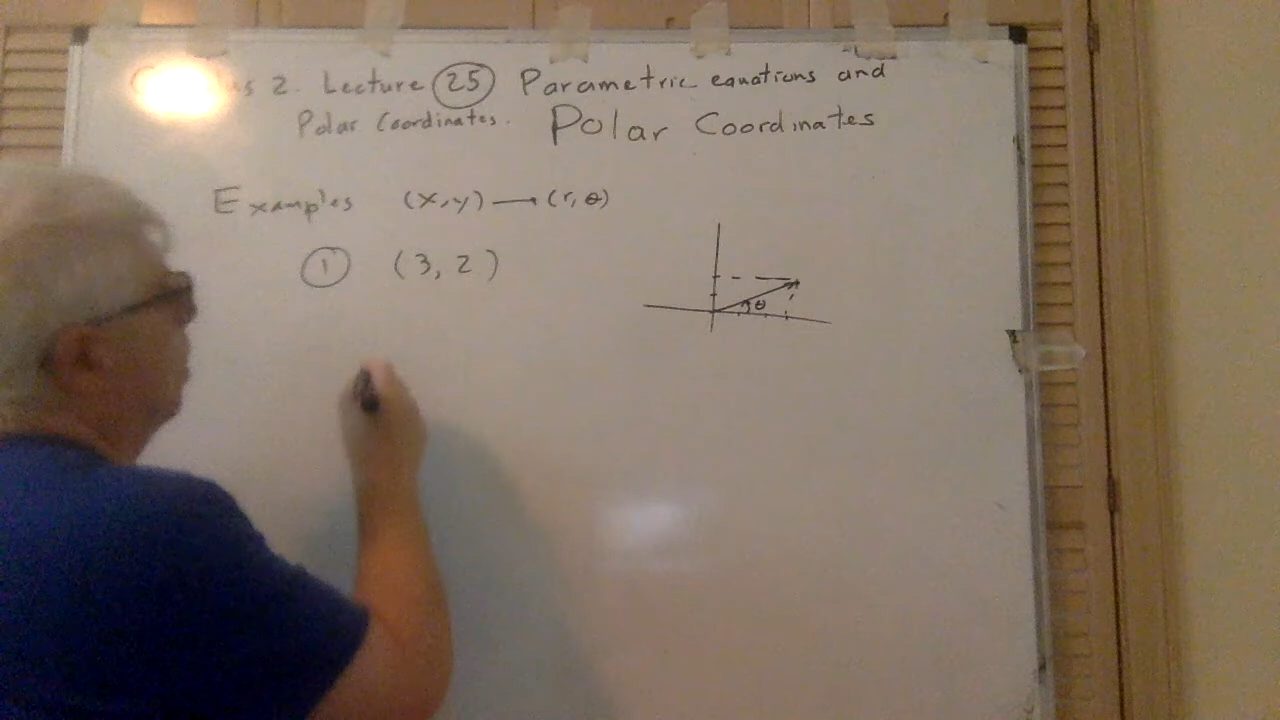 2. Lecture 25 Parametric equations and
Polar Coordinates. Polar Coordinates
Examples (x,y) → (r, θ)
① (3, 2)
θ